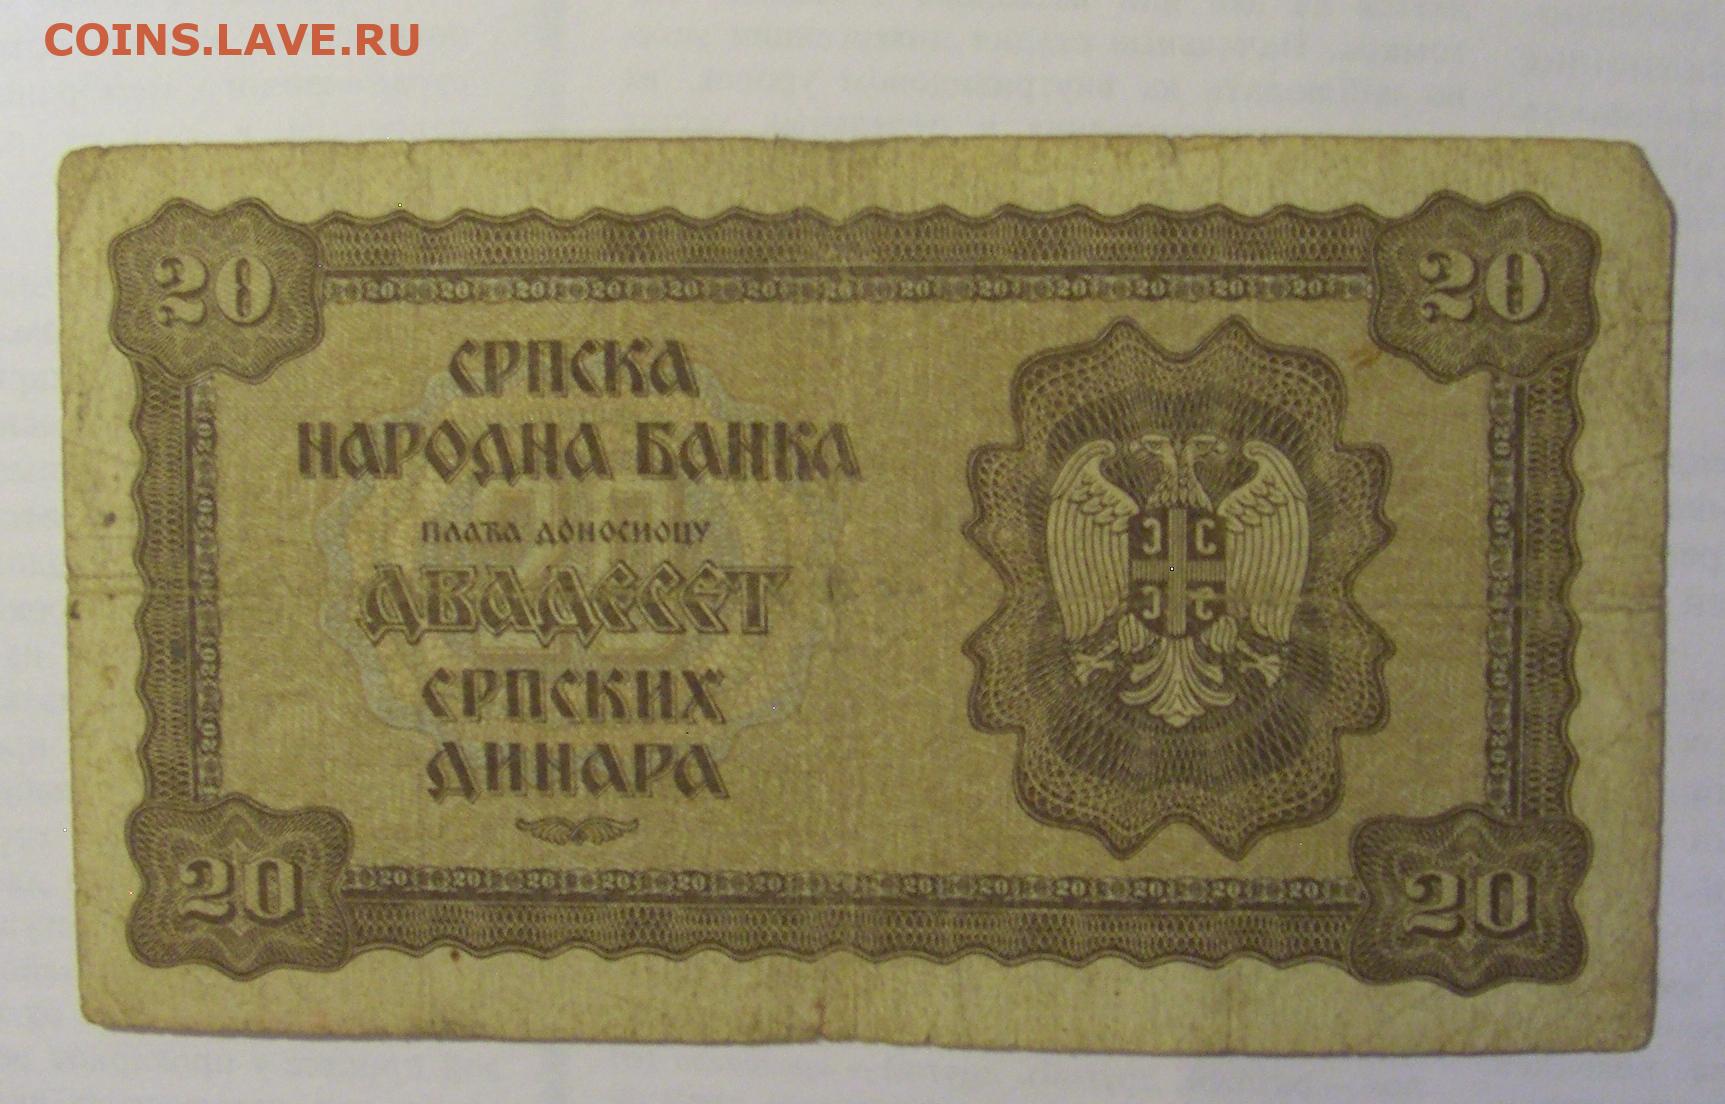 COINS.LAVE.RU
20 20
СРПСКА
НАРОДНА БАНКА
ПЛАЋА ДОНОСИОЦУ
ДВАДЕСЕТ
СРПСКИХ
ДИНАРА
20 20